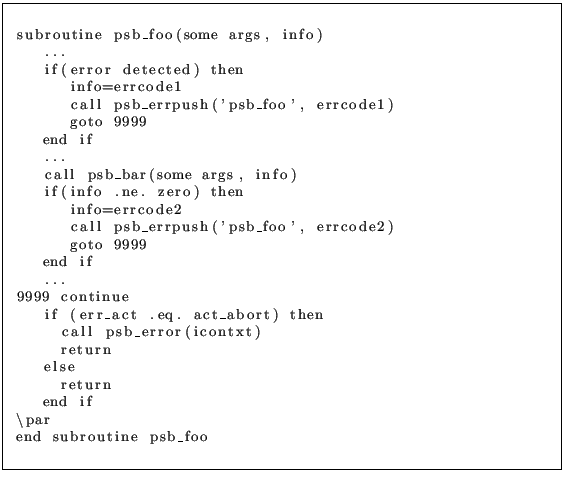 subroutine psb_foo(some args, info)
   ...
   if(error detected) then
      info=errcode1
      call psb_errpush('psb_foo', errcode1)
      goto 9999
   end if
   ...
   call psb_bar(some args, info)
   if(info .ne. zero) then
      info=errcode2
      call psb_errpush('psb_foo', errcode2)
      goto 9999
   end if
   ...
9999 continue
   if (err_act .eq. act_abort) then
     call psb_error(icontxt)
     return
   else
     return
   end if
\par
end subroutine psb_foo